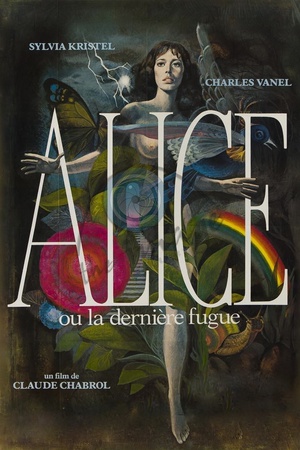 SYLVIA KRISTEL
CHARLES VANEL
ALICE
ou la dernière fugue
un film de
CLAUDE CHABROL